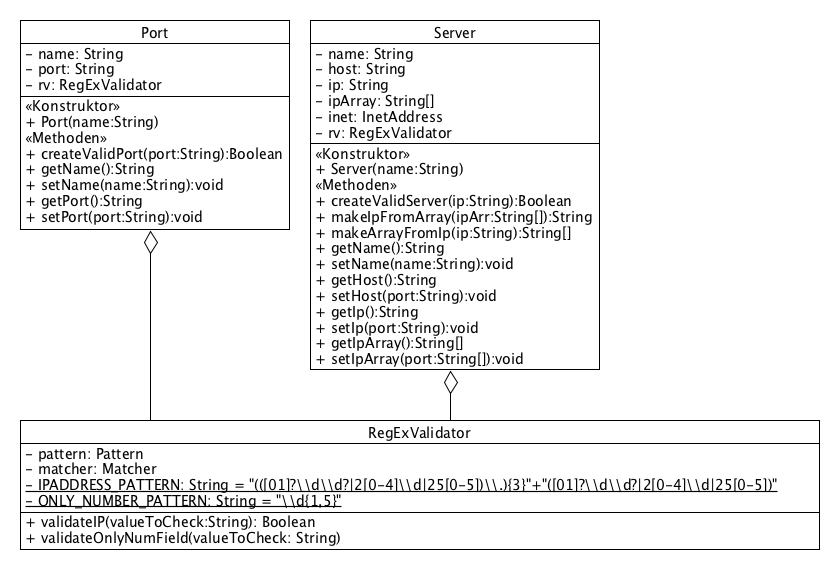 Port
– name: String
– port: String
– rv: RegExValidator
«Konstruktor»
+ Port(name:String)
«Methoden»
+ createValidPort(port:String):Boolean
+ getName():String
+ setName(name:String):void
+ getPort():String
+ setPort(port:String):void
Server
– name: String
– host: String
– ip: String
– ipArray: String[]
– inet: InetAddress
– rv: RegExValidator
«Konstruktor»
+ Server(name:String)
«Methoden»
+ createValidServer(ip:String):Boolean
+ makeIpFromArray(ipArr:String[]):String
+ makeArrayFromIp(ip:String):String[]
+ getName():String
+ setName(name:String):void
+ getHost():String
+ setHost(port:String):void
+ getIp():String
+ setIp(port:String):void
+ getIpArray():String[]
+ setIpArray(port:String[]):void
RegExValidator
– pattern: Pattern
– matcher: Matcher
– IPADDRESS_PATTERN: String = "(([01]?\\d\\d?|2[0-4]\\d|25[0-5])\\.){3}"+"([01]?\\d\\d?|2[0-4]\\d|25[0-5])"
– ONLY_NUMBER_PATTERN: String = "\\d{1,5}"
+ validateIP(valueToCheck:String): Boolean
+ validateOnlyNumField(valueToCheck: String)